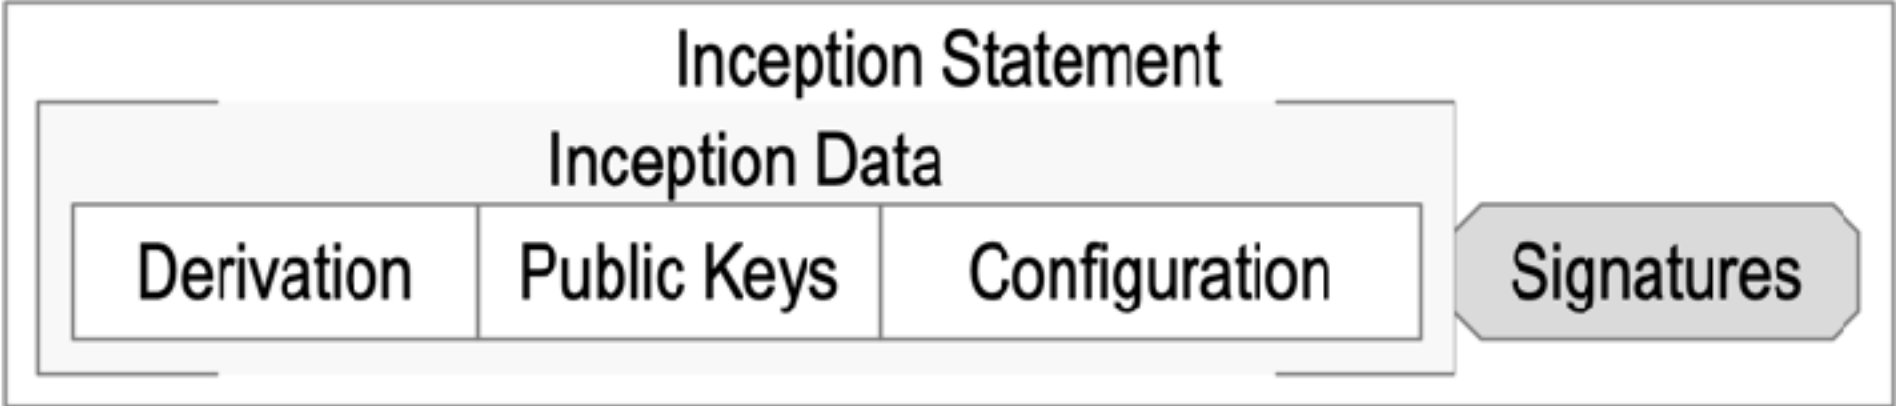 Inception Statement
Inception Data
Derivation Public Keys Configuration Signatures